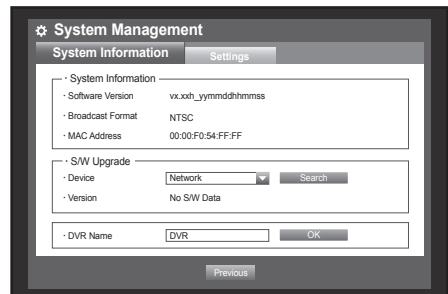 System Management
System Information Settings
· System Information
· Software Version vx.xxh_yymmddhhmmss
· Broadcast Format NTSC
· MAC Address 00:00:F0:54:FF:FF
· S/W Upgrade
· Device Network Search
· Version No S/W Data
· DVR Name DVR OK
Previous